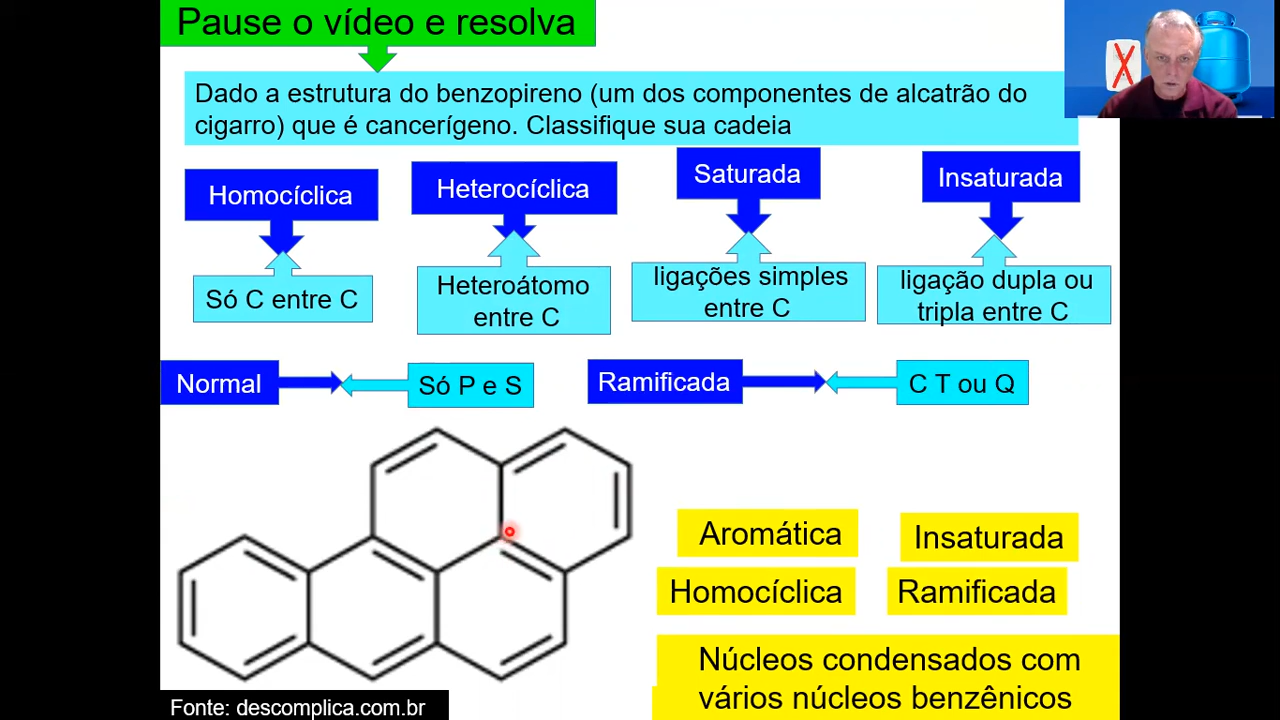 Pause o vídeo e resolva
Dado a estrutura do benzopireno (um dos componentes de alcatrão do
cigarro) que é cancerígeno. Classifique sua cadeia
Homocíclica
Heterocíclica
Saturada
Insaturada
Só C entre C
Heteroátomo
entre C
ligações simples
entre C
ligação dupla ou
tripla entre C
Normal
Só P e S
Ramificada
C T ou Q
Aromática
Insaturada
Homocíclica
Ramificada
Núcleos condensados com
vários núcleos benzênicos
Fonte: descomplica.com.br